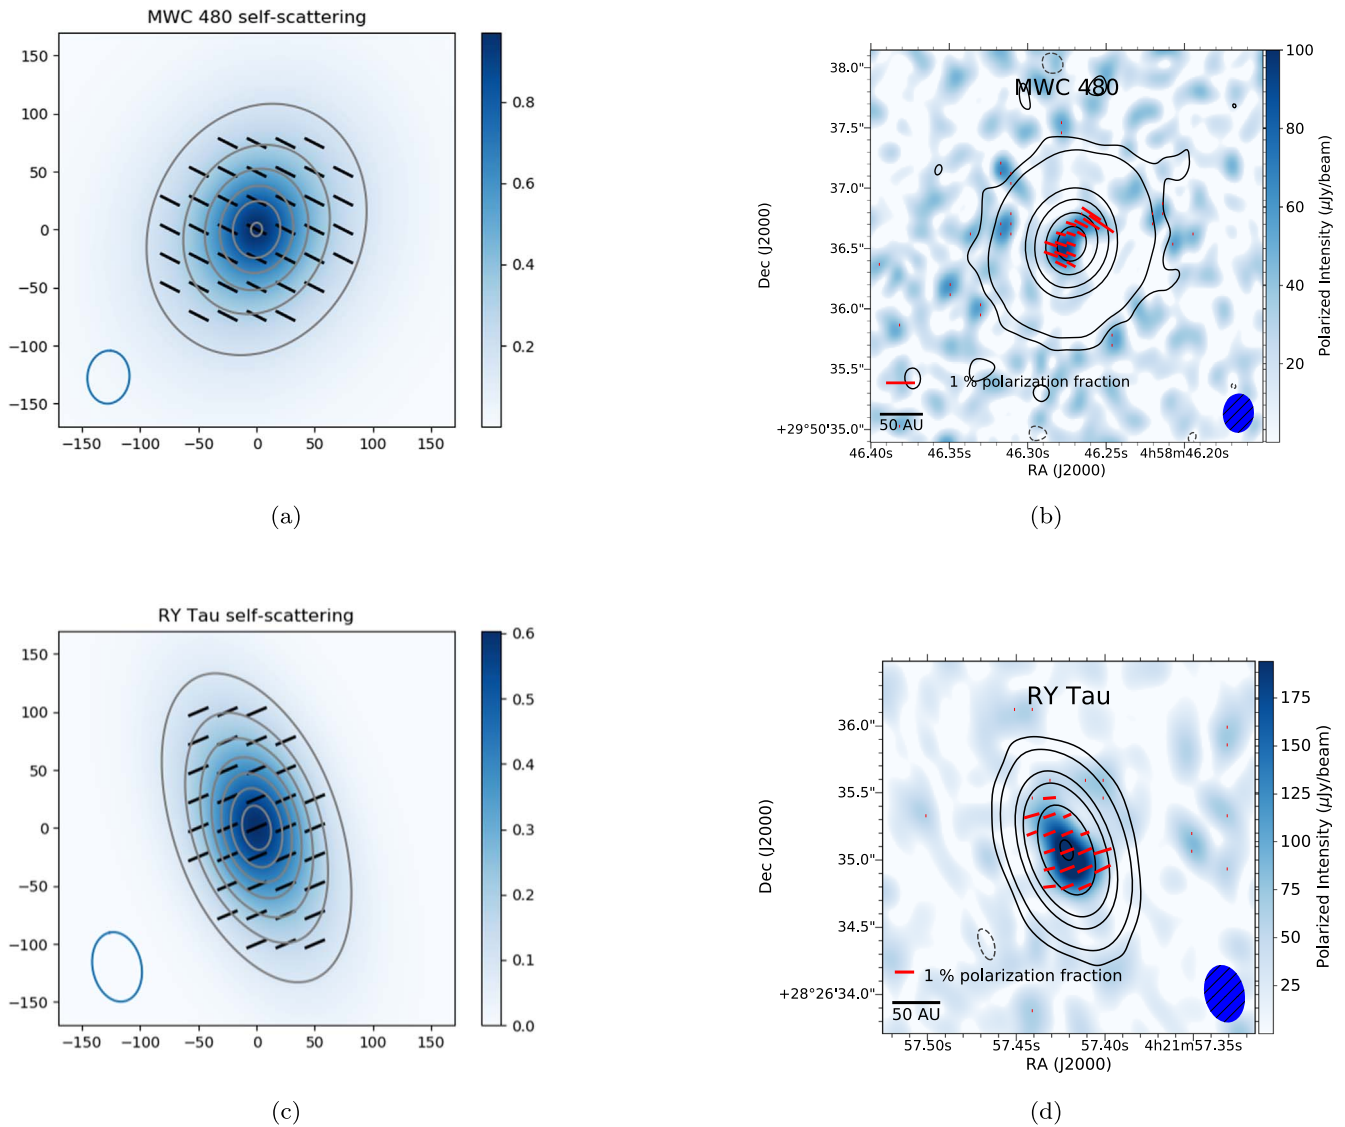 MWC 480 self-scattering
150
100
50
0
−50
−100
−150
−150
−100
−50
0
50
100
150
0.8
0.6
0.4
0.2
(a)
MWC 480
38.0"
37.5"
37.0"
36.5"
36.0"
35.5"
+29°50'35.0"
Dec (J2000)
1 % polarization fraction
50 AU
46.40s
46.35s
46.30s
46.25s
4h58m46.20s
RA (J2000)
100
80
60
40
20
Polarized Intensity (μJy/beam)
(b)
RY Tau self-scattering
150
100
50
0
−50
−100
−150
−150
−100
−50
0
50
100
150
0.6
0.5
0.4
0.3
0.2
0.1
0.0
(c)
RY Tau
36.0"
35.5"
35.0"
34.5"
+28°26'34.0"
Dec (J2000)
1 % polarization fraction
50 AU
57.50s
57.45s
57.40s
4h21m57.35s
RA (J2000)
175
150
125
100
75
50
25
Polarized Intensity (μJy/beam)
(d)